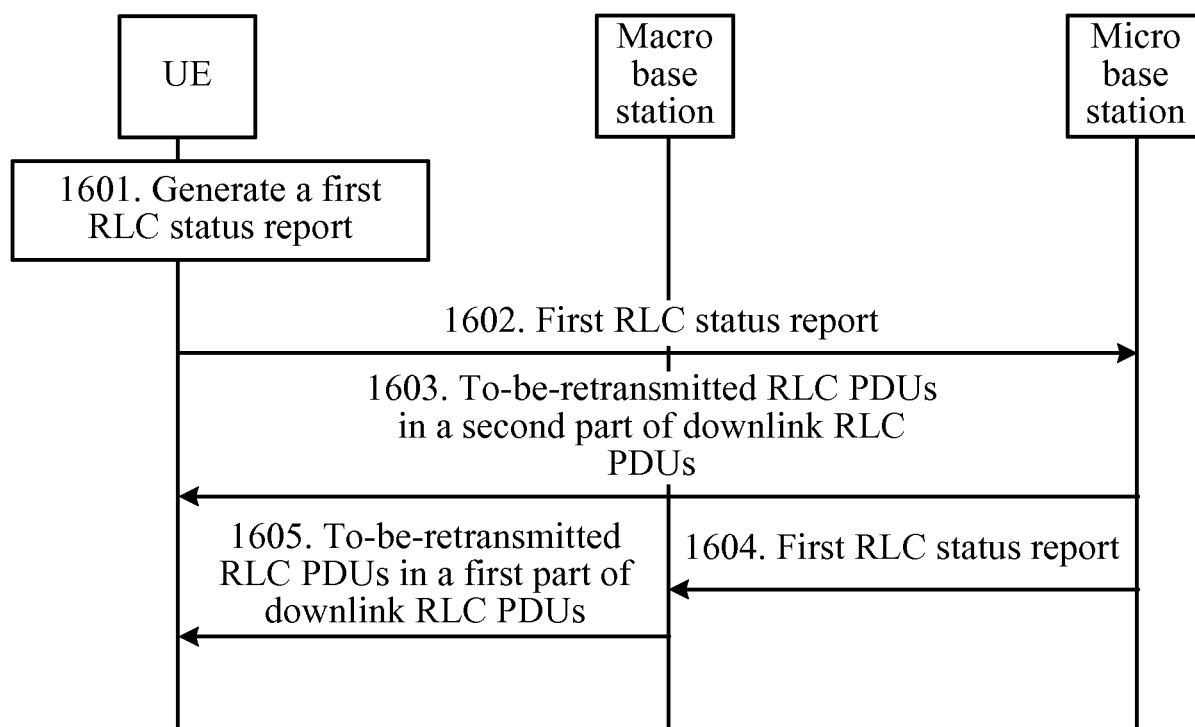 UE
Macro
base
station
Micro
base
station
1601. Generate a first
RLC status report
1602. First RLC status report
1603. To-be-retransmitted RLC PDUs
in a second part of downlink RLC
PDUs
1604. First RLC status report
1605. To-be-retransmitted
RLC PDUs in a first part of
downlink RLC PDUs